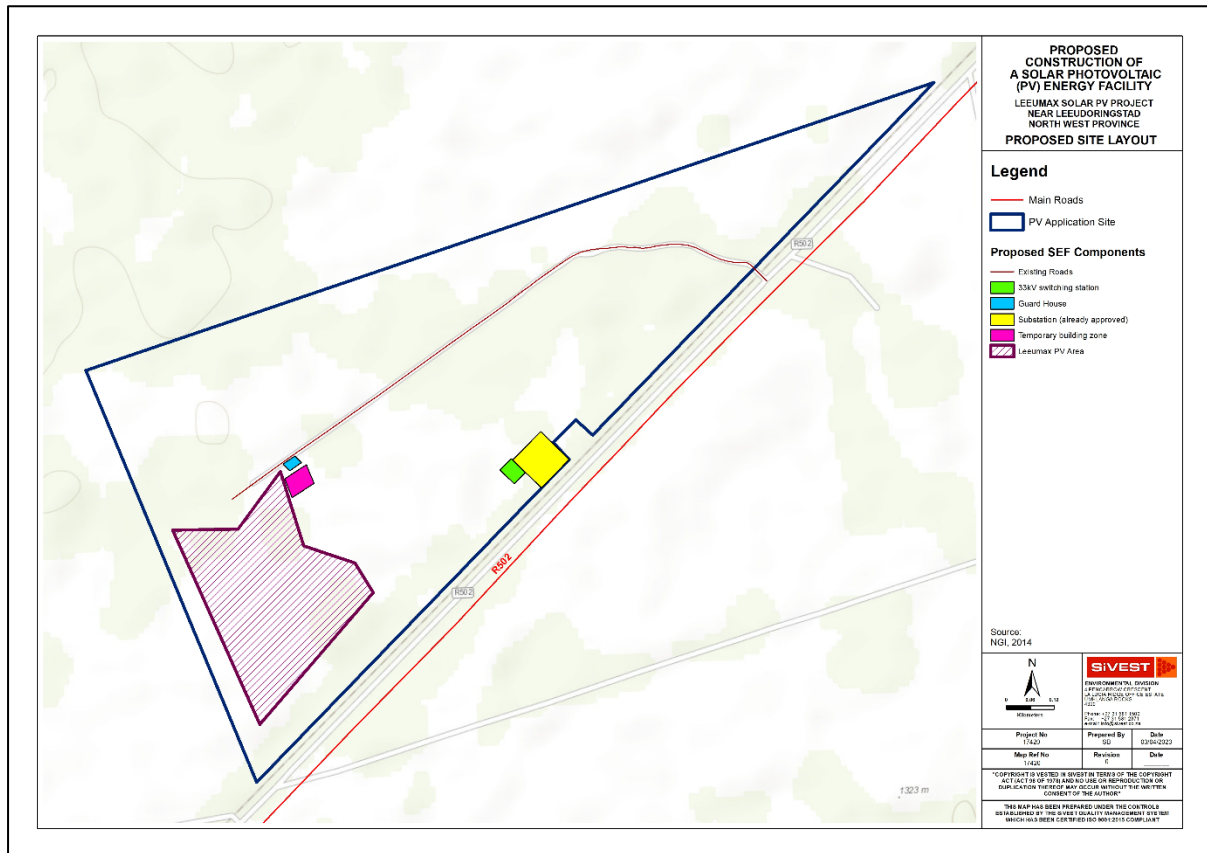 PROPOSED
CONSTRUCTION OF
A SOLAR PHOTOVOLTAIC
(PV) ENERGY FACILITY
LEEUMAX SOLAR PV PROJECT
NEAR LEEUDORINGSTAD
NORTH WEST PROVINCE
PROPOSED SITE LAYOUT
Legend
Main Roads
PV Application Site
Proposed SEF Components
Existing Roads
33kV switching station
Guard House
Substation (already approved)
Temporary building zone
Leeumax PV Area
R502
R502
R502
1323 m
Source:
NGI, 2014
N
Kilometers
SiVEST
ENVIRONMENTAL DIVISION
Project No
17420
Prepared By
SD
Date
03/04/2023
Map Ref No
17420
Revision
Date
"COPYRIGHT IS VESTED IN SIVEST IN TERMS OF THE COPYRIGHT
ACT (ACT 98 OF 1978) AND NO USE OR REPRODUCTION OR
DUPLICATION THEREOF MAY OCCUR WITHOUT THE WRITTEN
CONSENT OF THE AUTHOR"
THIS MAP HAS BEEN PREPARED UNDER THE CONTROLS
ESTABLISHED BY THE SIVEST QUALITY MANAGEMENT SYSTEM
WHICH HAS BEEN CERTIFIED ISO 9001:2015 COMPLIANT